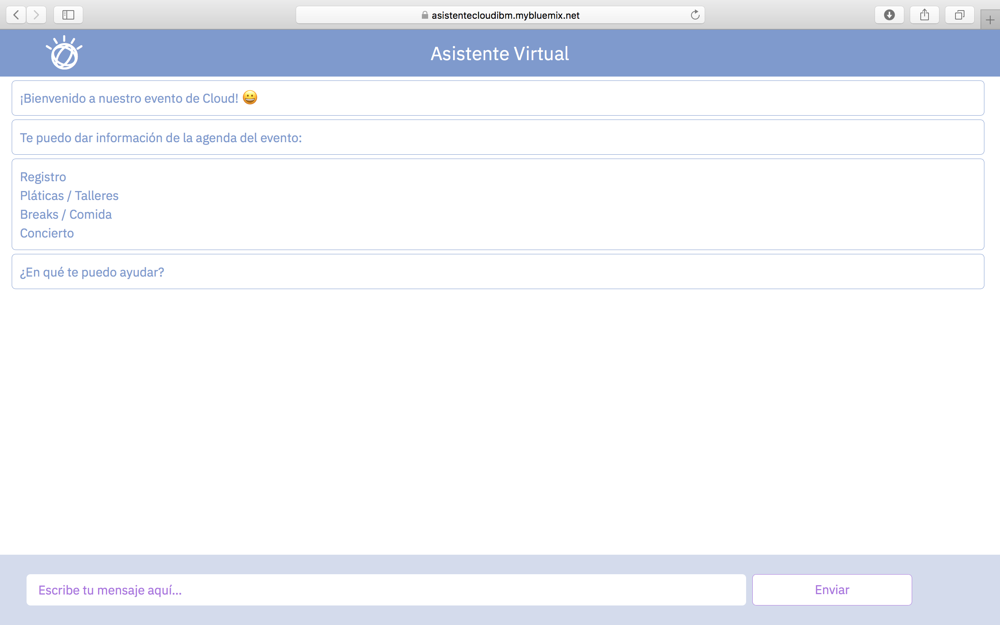 asistentecloudibm.mybluemix.net
Asistente Virtual
¡Bienvenido a nuestro evento de Cloud! 😀
Te puedo dar información de la agenda del evento:
Registro
Pláticas / Talleres
Breaks / Comida
Concierto
¿En qué te puedo ayudar?
Escribe tu mensaje aquí...
Enviar